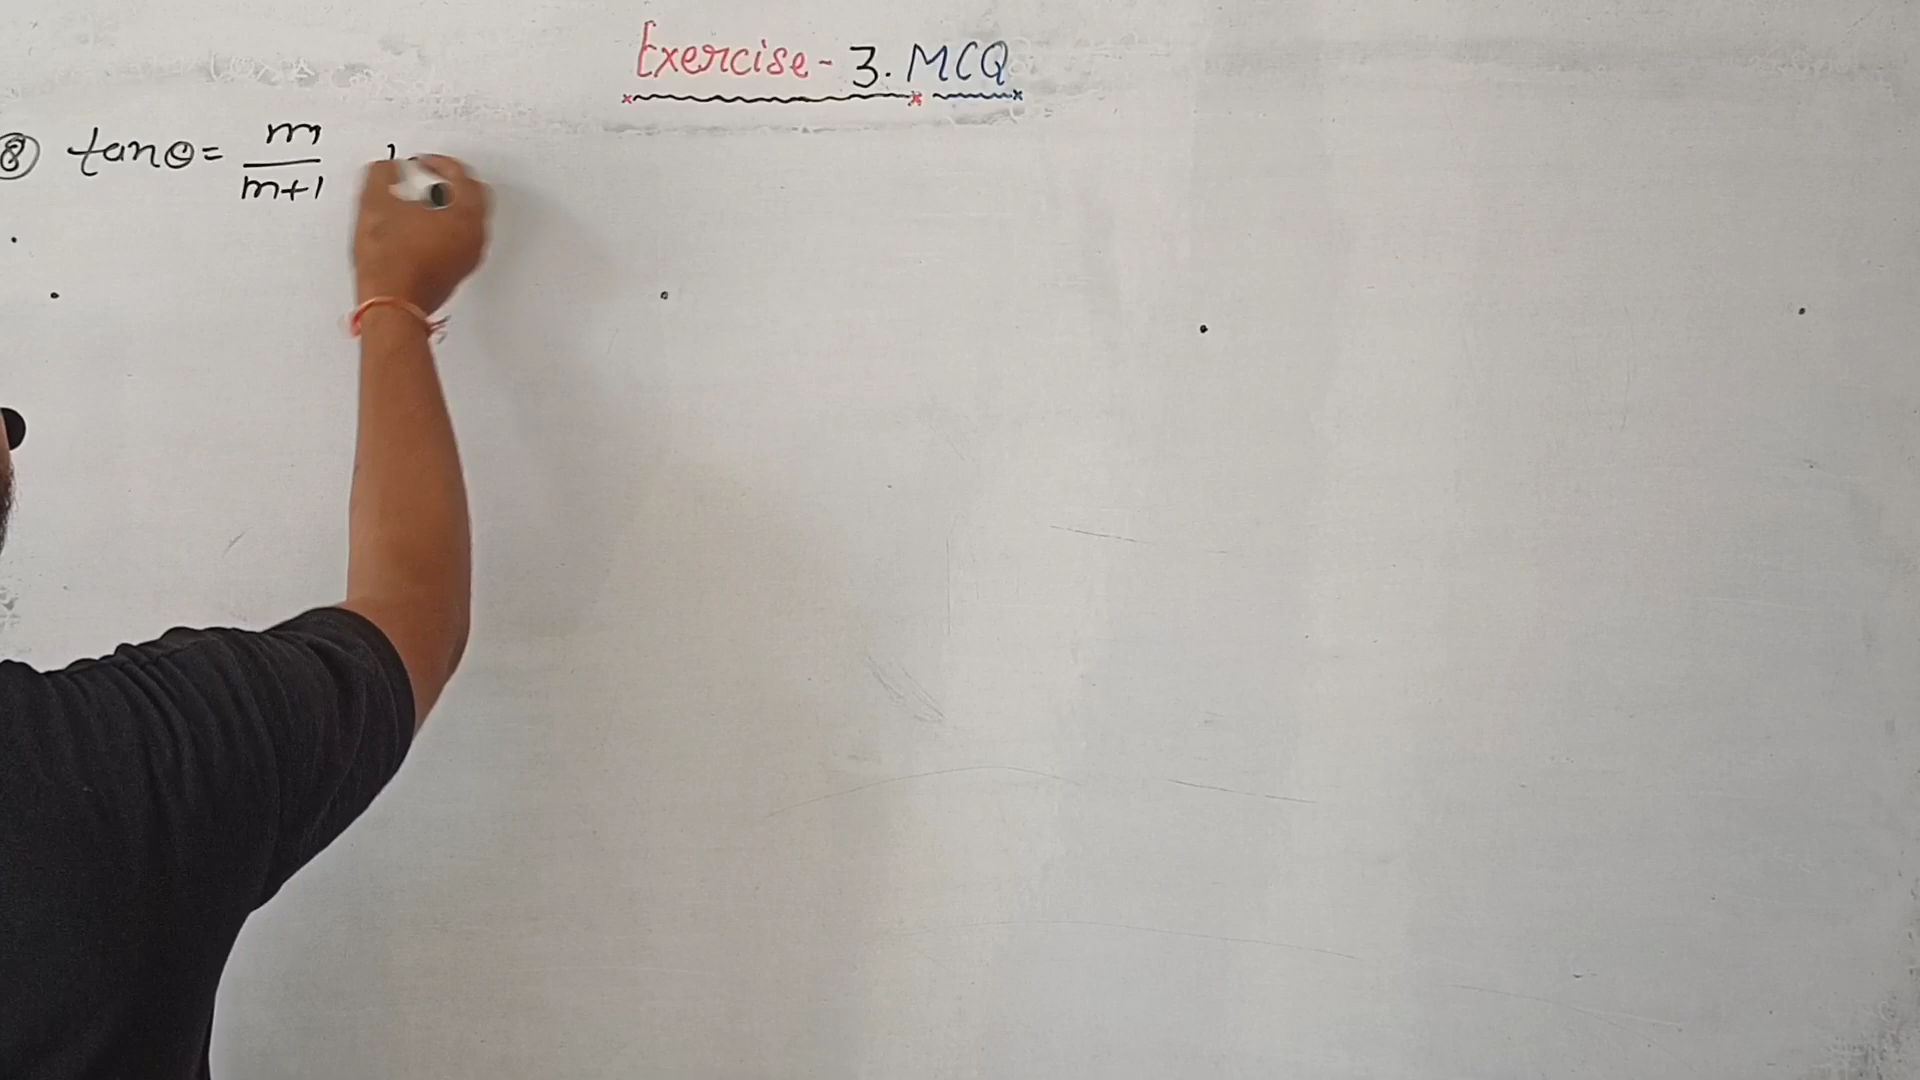 Exercise - 3. MCQ
⑧ tanθ = m/(m+1)